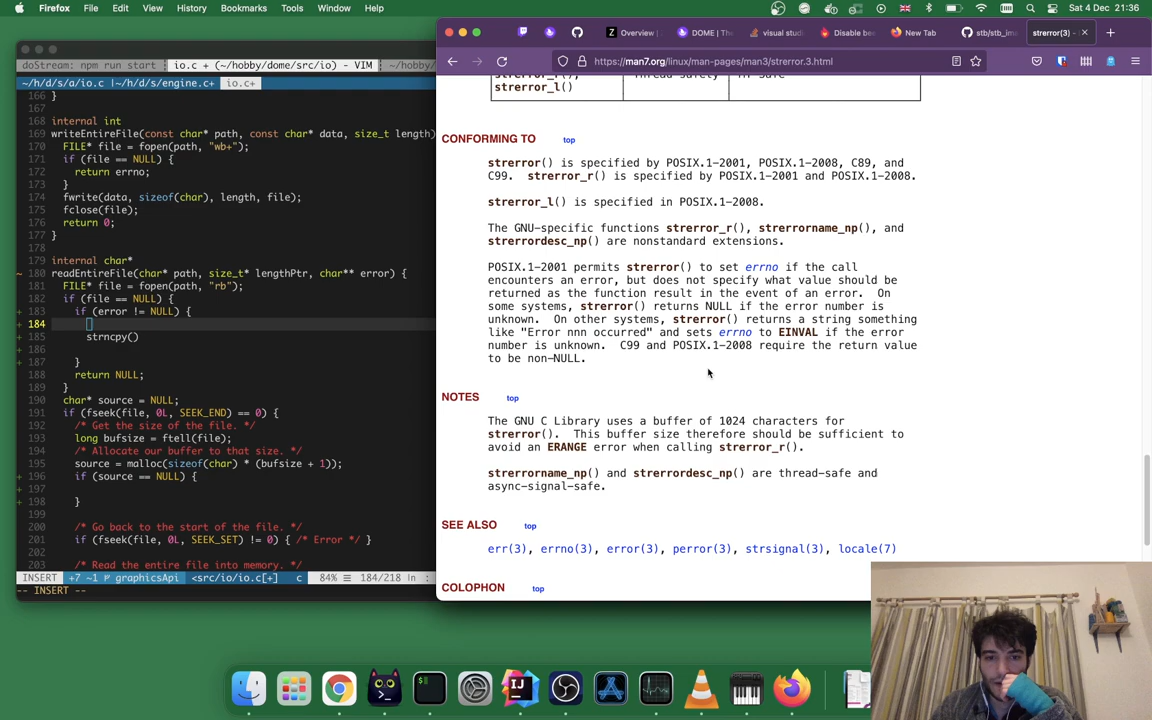 Firefox File Edit View History Bookmarks Tools Window Help Sat 4 Dec 21:36
doStream: npm run start io.c + (~/hobby/dome/src/io) - VIM ~/hobby/
~/h/d/s/a/io.c |~/h/d/s/engine.c+ io.c+
166 }
167
168 internal int
169 writeEntireFile(const char* path, const char* data, size_t length)
170 FILE* file = fopen(path, "wb+");
171 if (file == NULL) {
172 return errno;
173 }
174 fwrite(data, sizeof(char), length, file);
175 fclose(file);
176 return 0;
177 }
178
179 internal char*
~ 180 readEntireFile(char* path, size_t* lengthPtr, char** error) {
181 FILE* file = fopen(path, "rb");
182 if (file == NULL) {
+ 183 if (error != NULL) {
+ 184
+ 185 strncpy()
+ 186
+ 187 }
188 return NULL;
189 }
190 char* source = NULL;
191 if (fseek(file, 0L, SEEK_END) == 0) {
192 /* Get the size of the file. */
193 long bufsize = ftell(file);
194 /* Allocate our buffer to that size. */
195 source = malloc(sizeof(char) * (bufsize + 1));
+ 196 if (source == NULL) {
+ 197
+ 198 }
199
200 /* Go back to the start of the file. */
201 if (fseek(file, 0L, SEEK_SET) != 0) { /* Error */ }
202
203 /* Read the entire file into memory. */
INSERT +7 ~1 graphicsApi <src/io/io.c[+] c 84% 184/218 ln :
-- INSERT --
Overview | DOME | The visual stud Disable bee New Tab stb/stb_im strerror(3) -
https://man7.org/linux/man-pages/man3/strerror.3.html
strerror_l()
CONFORMING TO top
strerror() is specified by POSIX.1-2001, POSIX.1-2008, C89, and
C99. strerror_r() is specified by POSIX.1-2001 and POSIX.1-2008.
strerror_l() is specified in POSIX.1-2008.
The GNU-specific functions strerror_r(), strerrorname_np(), and
strerrordesc_np() are nonstandard extensions.
POSIX.1-2001 permits strerror() to set errno if the call
encounters an error, but does not specify what value should be
returned as the function result in the event of an error. On
some systems, strerror() returns NULL if the error number is
unknown. On other systems, strerror() returns a string something
like "Error nnn occurred" and sets errno to EINVAL if the error
number is unknown. C99 and POSIX.1-2008 require the return value
to be non-NULL.
NOTES top
The GNU C Library uses a buffer of 1024 characters for
strerror(). This buffer size therefore should be sufficient to
avoid an ERANGE error when calling strerror_r().
strerrorname_np() and strerrordesc_np() are thread-safe and
async-signal-safe.
SEE ALSO top
err(3), errno(3), error(3), perror(3), strsignal(3), locale(7)
COLOPHON top